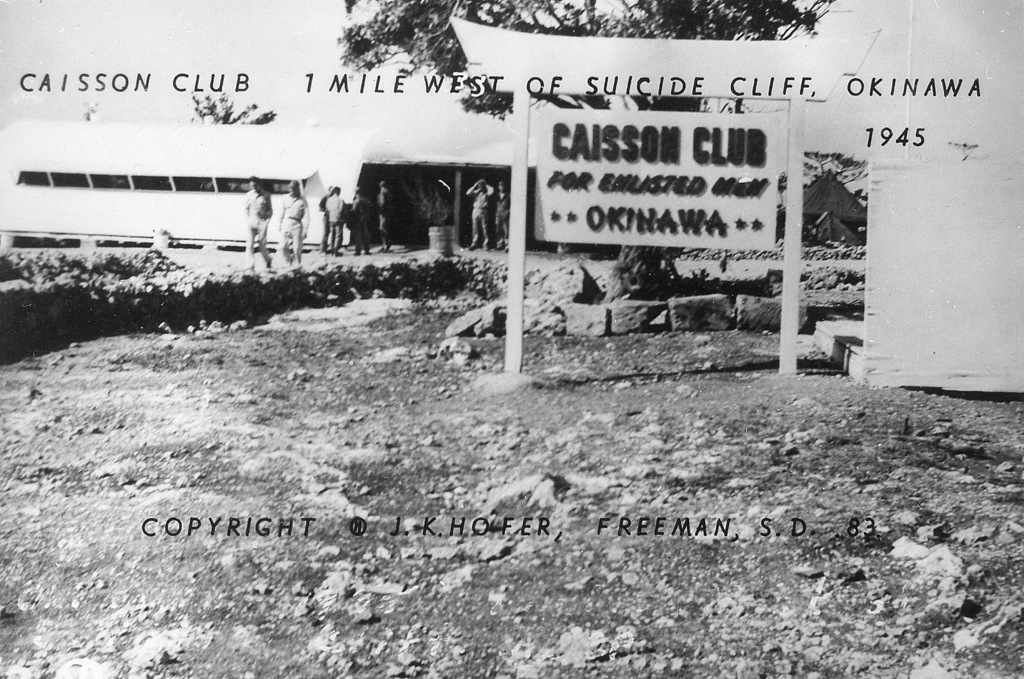 CAISSON CLUB 1 MILE WEST OF SUICIDE CLIFF, OKINAWA
1945
CAISSON CLUB
FOR ENLISTED MEN
** OKINAWA **
COPYRIGHT ® J.K.HOFER, FREEMAN, S.D. .83.